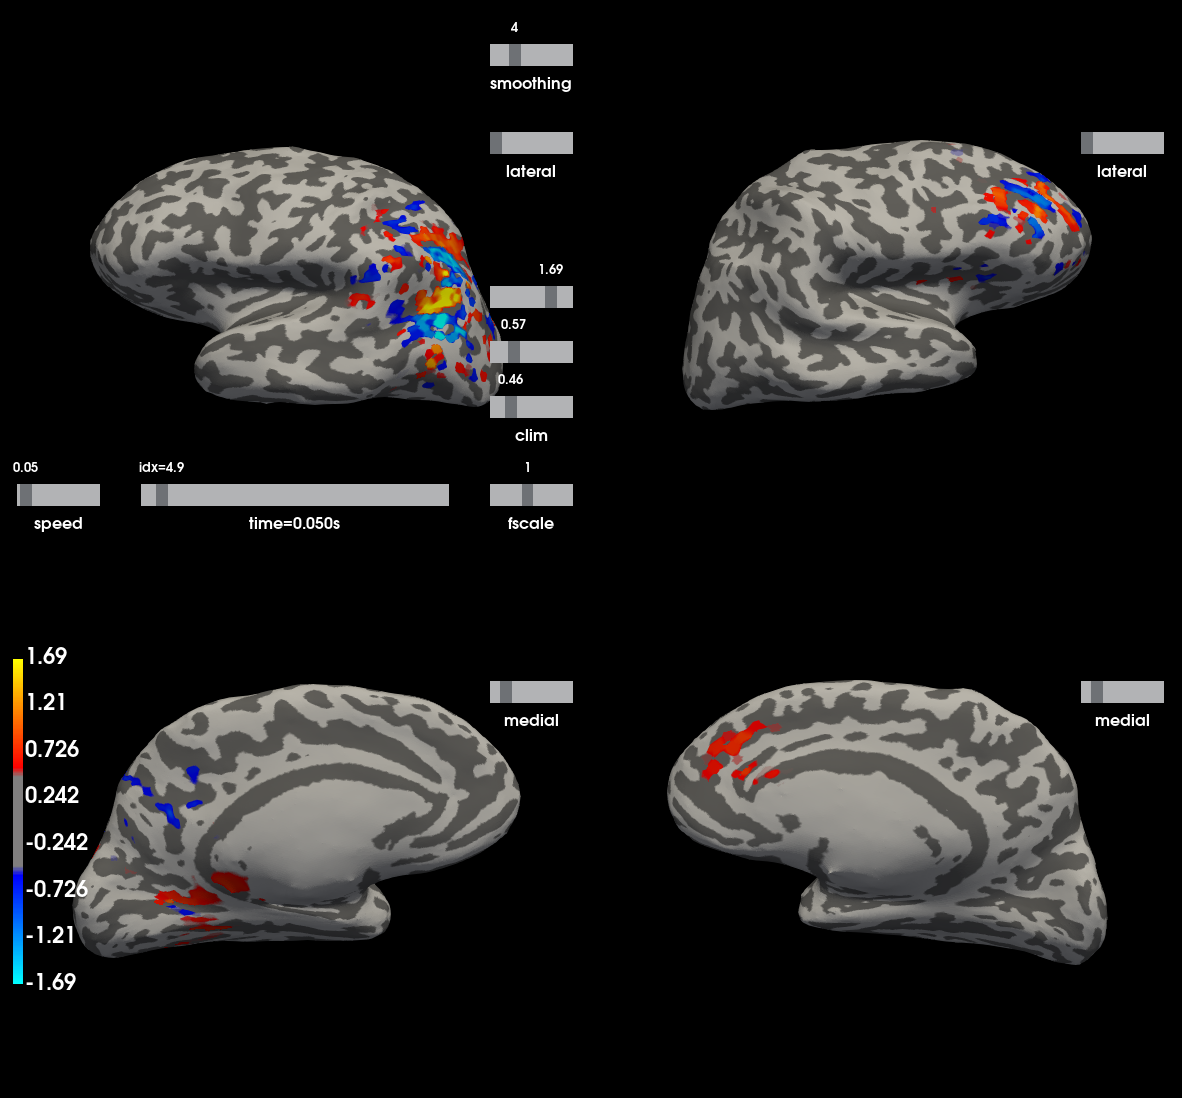 4
smoothing
lateral
lateral
1.69
0.57
0.46
clim
0.05
idx=4.9
1
speed
time=0.050s
fscale
1.69
1.21
0.726
0.242
-0.242
-0.726
-1.21
-1.69
medial
medial